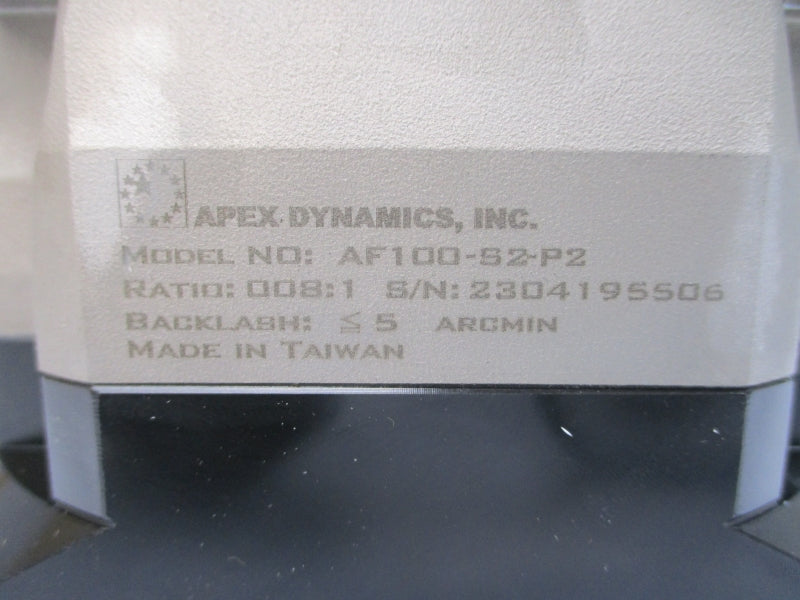 APEX DYNAMICS, INC.
MODEL NO: AF100-S2-P2
RATIO: 008:1 S/N: 2304195506
BACKLASH: ≦ 5 ARCMIN
MADE IN TAIWAN